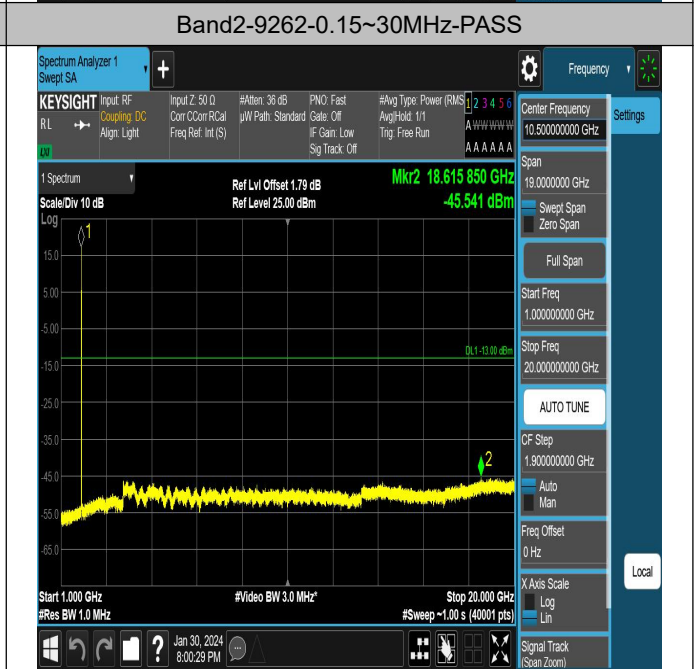 Band2-9262-0.15~30MHz-PASS
Spectrum Analyzer 1
Swept SA
+
Frequency
KEYSIGHT
RL
LXI
Input: RF
Coupling: DC
Align: Light
Input Z: 50 Ω
Corr CCorr RCal
Freq Ref: Int (S)
#Atten: 36 dB
µW Path: Standard
PNO: Fast
Gate: Off
IF Gain: Low
Sig Track: Off
#Avg Type: Power (RMS
Avg|Hold: 1/1
Trig: Free Run
1 2 3 4 5 6
A W W W W W
A A A A A A
Center Frequency
10.500000000 GHz
Settings
Span
19.0000000 GHz
Swept Span
Zero Span
Full Span
Start Freq
1.000000000 GHz
Stop Freq
20.000000000 GHz
AUTO TUNE
CF Step
1.900000000 GHz
Auto
Man
Freq Offset
0 Hz
X Axis Scale
Log
Lin
Signal Track
(Span Zoom)
Local
1 Spectrum
Scale/Div 10 dB
Log
Ref Lvl Offset 1.79 dB
Ref Level 25.00 dBm
Mkr2 18.615 850 GHz
-45.541 dBm
1
15.0
5.00
-5.00
DL1 -13.00 dBm
-15.0
-25.0
-35.0
2
-45.0
-55.0
-65.0
Start 1.000 GHz
#Video BW 3.0 MHz*
Stop 20.000 GHz
#Res BW 1.0 MHz
#Sweep ~1.00 s (40001 pts)
?
Jan 30, 2024
8:00:29 PM